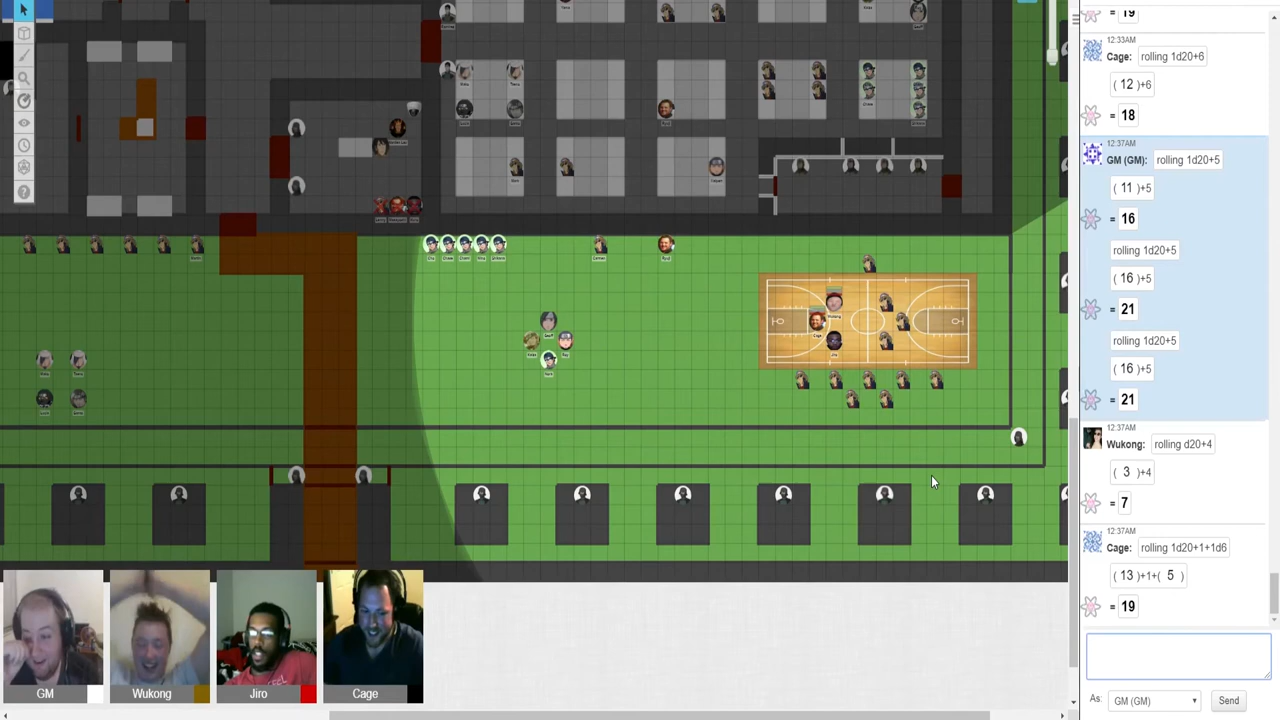 = 19
12:33AM
Cage: rolling 1d20+6
( 12 )+6
= 18
12:37AM
GM (GM): rolling 1d20+5
( 11 )+5
= 16
rolling 1d20+5
( 16 )+5
= 21
rolling 1d20+5
( 16 )+5
= 21
12:37AM
Wukong: rolling d20+4
( 3 )+4
= 7
12:37AM
Cage: rolling 1d20+1+1d6
( 13 )+1+( 5 )
= 19
As: GM (GM) Send
Wukong
Cage
Jiro
GM Wukong Jiro Cage